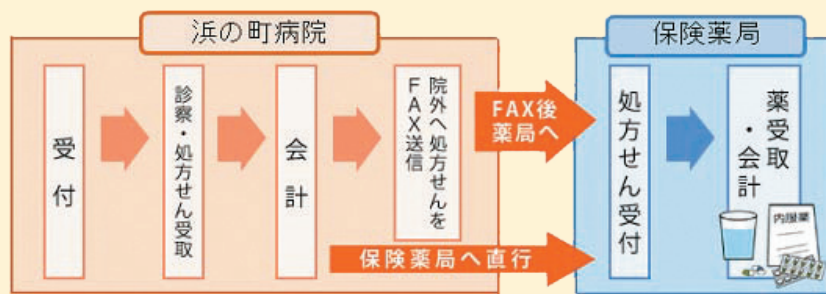 浜の町病院
受付
診察・処方せん受取
会計
院外へ処方せんを
FAX送信
FAX後
薬局へ
保険薬局へ直行
保険薬局
処方せん受付
薬受取
・会計
内服薬